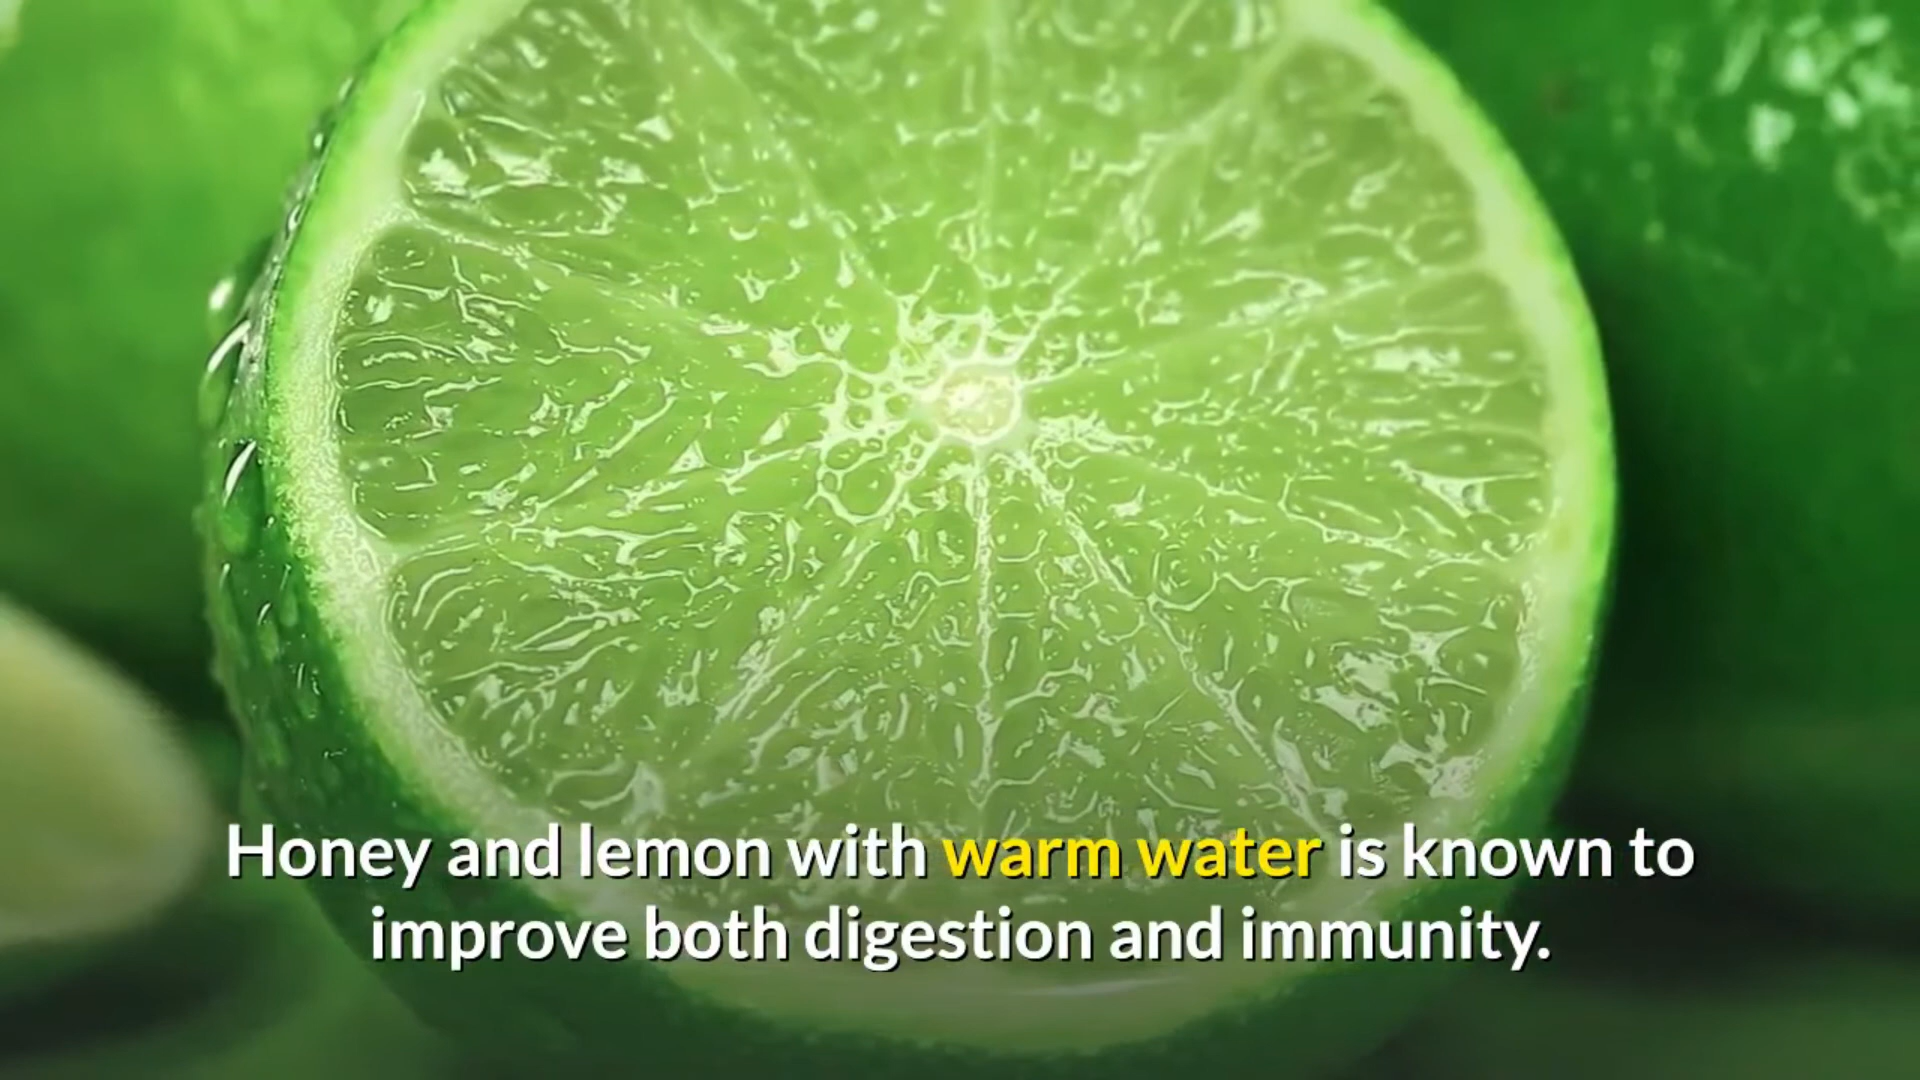 Honey and lemon with warm water is known to
improve both digestion and immunity.